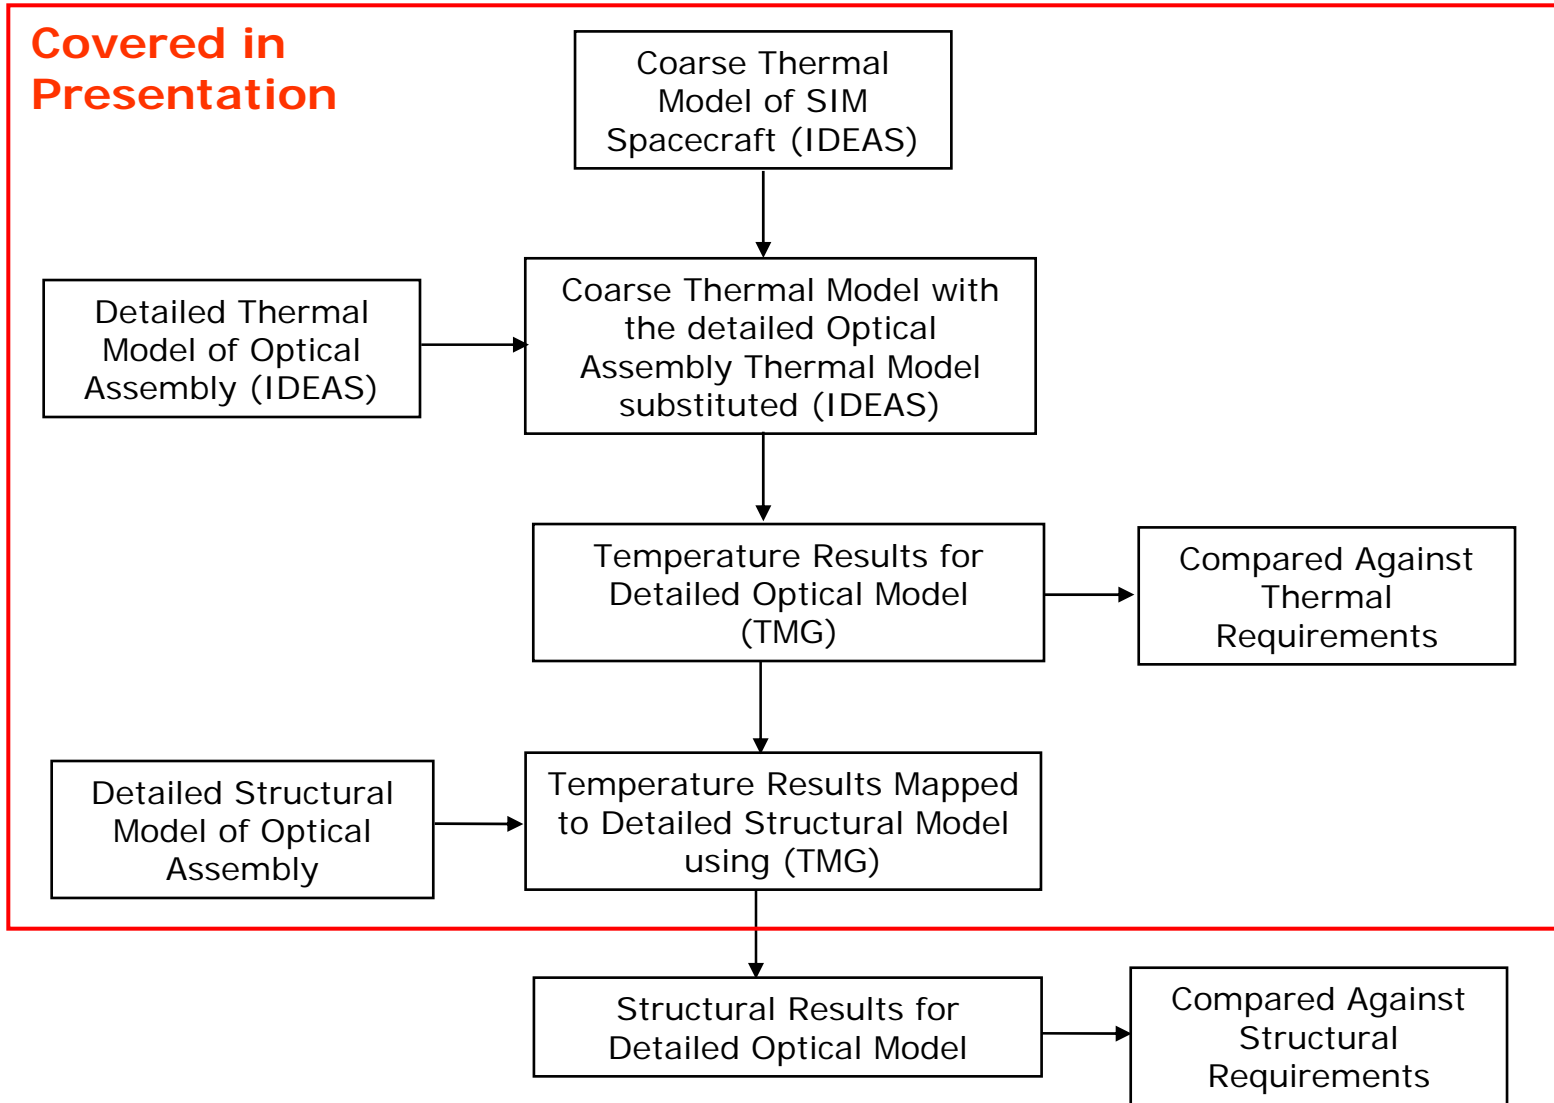 Covered in
Presentation
Coarse Thermal
Model of SIM
Spacecraft (IDEAS)
Detailed Thermal
Model of Optical
Assembly (IDEAS)
Coarse Thermal Model with
the detailed Optical
Assembly Thermal Model
substituted (IDEAS)
Temperature Results for
Detailed Optical Model
(TMG)
Compared Against
Thermal
Requirements
Detailed Structural
Model of Optical
Assembly
Temperature Results Mapped
to Detailed Structural Model
using (TMG)
Structural Results for
Detailed Optical Model
Compared Against
Structural
Requirements